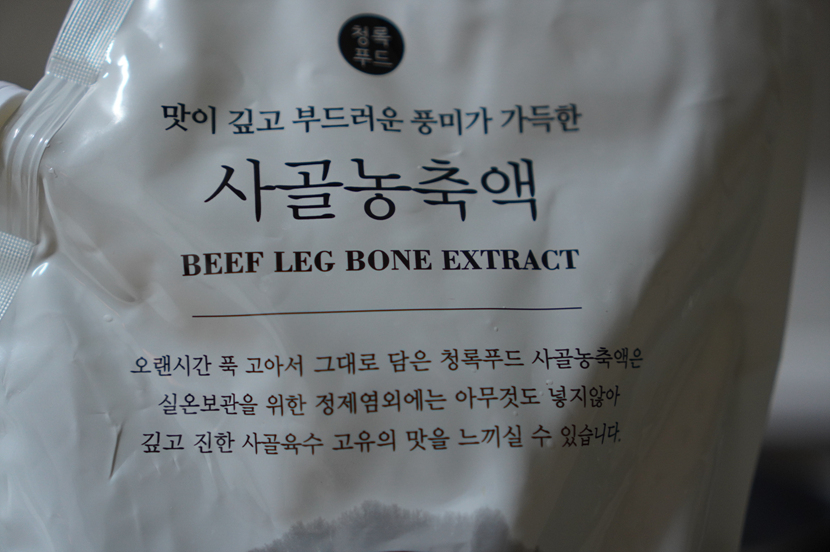 청록
푸드
맛이 깊고 부드러운 풍미가 가득한
사골농축액
BEEF LEG BONE EXTRACT
오랜시간 푹 고아서 그대로 담은 청록푸드 사골농축액은
실온보관을 위한 정제염외에는 아무것도 넣지않아
깊고 진한 사골육수 고유의 맛을 느끼실 수 있습니다.